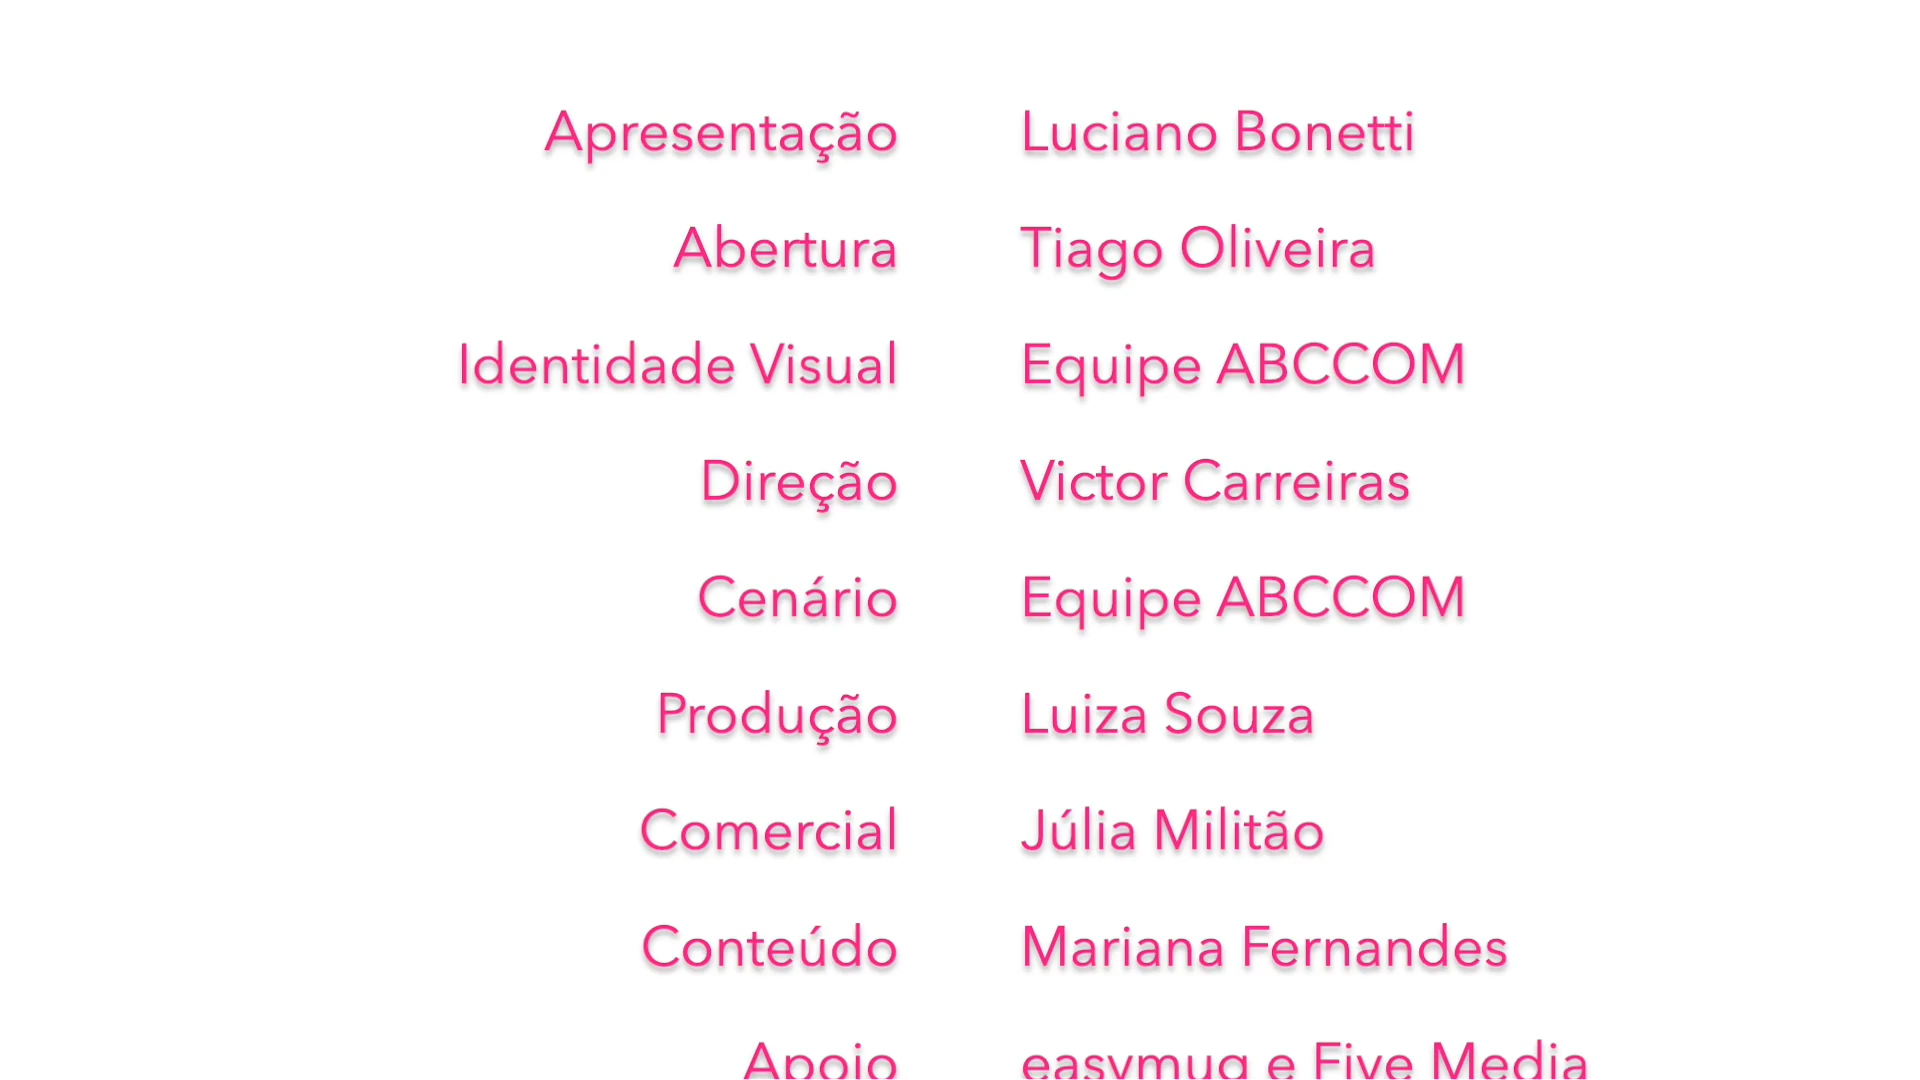 Apresentação Luciano Bonetti
Abertura Tiago Oliveira
Identidade Visual Equipe ABCCOM
Direção Victor Carreiras
Cenário Equipe ABCCOM
Produção Luiza Souza
Comercial Júlia Militão
Conteúdo Mariana Fernandes
Apoio easymug e Five Media